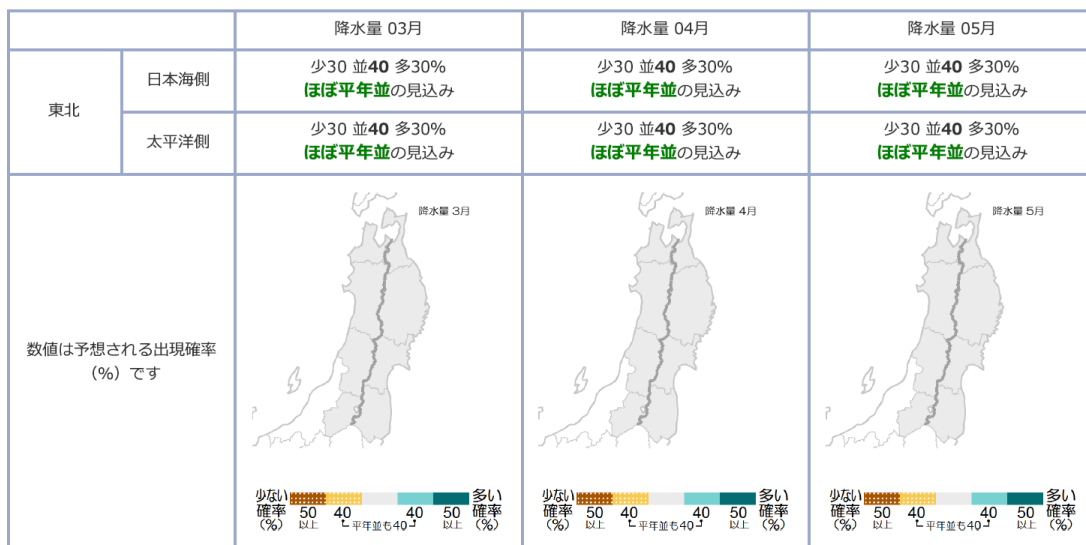 降水量 03月
降水量 04月
降水量 05月
東北
日本海側
少30 並40 多30%
ほぼ平年並の見込み
少30 並40 多30%
ほぼ平年並の見込み
少30 並40 多30%
ほぼ平年並の見込み
太平洋側
少30 並40 多30%
ほぼ平年並の見込み
少30 並40 多30%
ほぼ平年並の見込み
少30 並40 多30%
ほぼ平年並の見込み
数値は予想される出現確率
（%）です
降水量 3月
少ない
確率
(%)
50
以上
40
平年並も40
40
50
以上
多い
確率
(%)
降水量 4月
少ない
確率
(%)
50
以上
40
平年並も40
40
50
以上
多い
確率
(%)
降水量 5月
少ない
確率
(%)
50
以上
40
平年並も40
40
50
以上
多い
確率
(%)